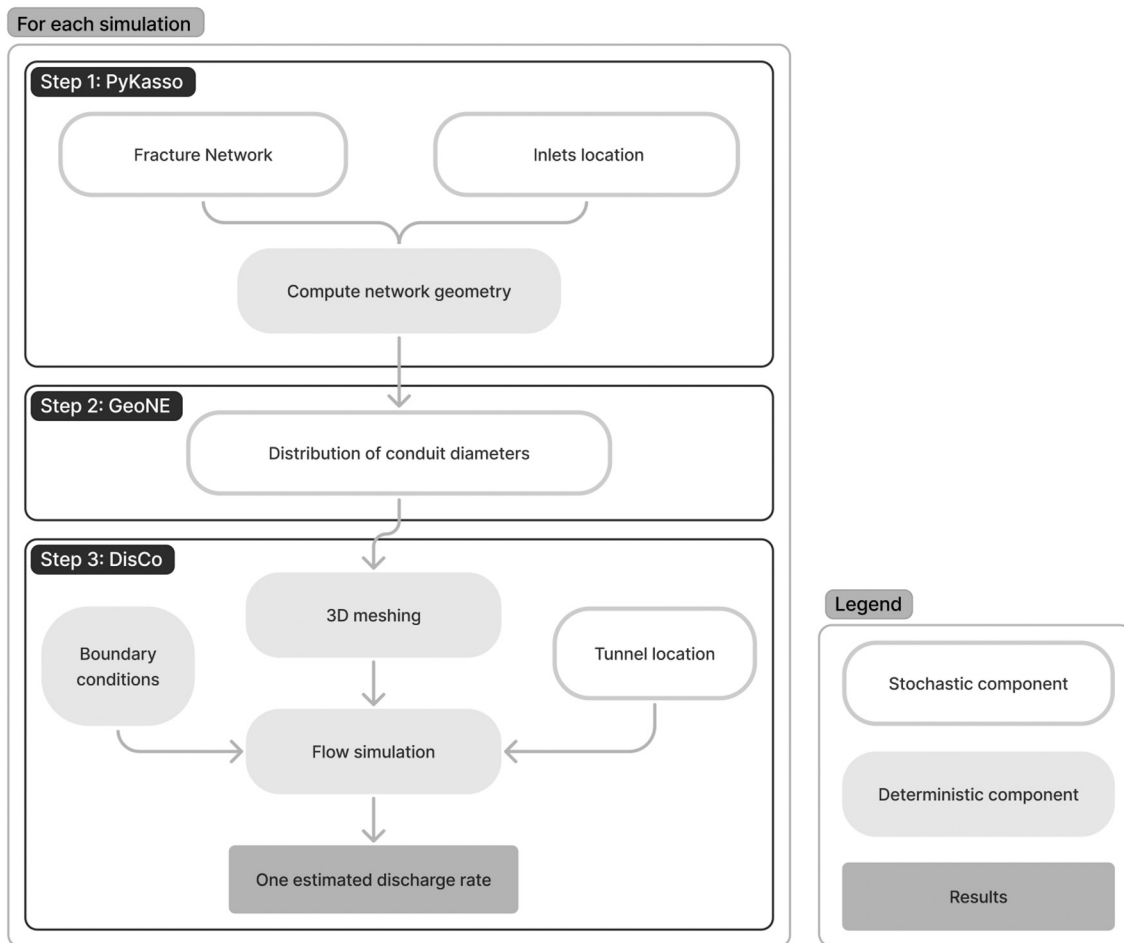 For each simulation
Step 1: PyKasso
Fracture Network
Inlets location
Compute network geometry
Step 2: GeoNE
Distribution of conduit diameters
Step 3: DisCo
3D meshing
Boundary
conditions
Tunnel location
Flow simulation
One estimated discharge rate
Legend
Stochastic component
Deterministic component
Results